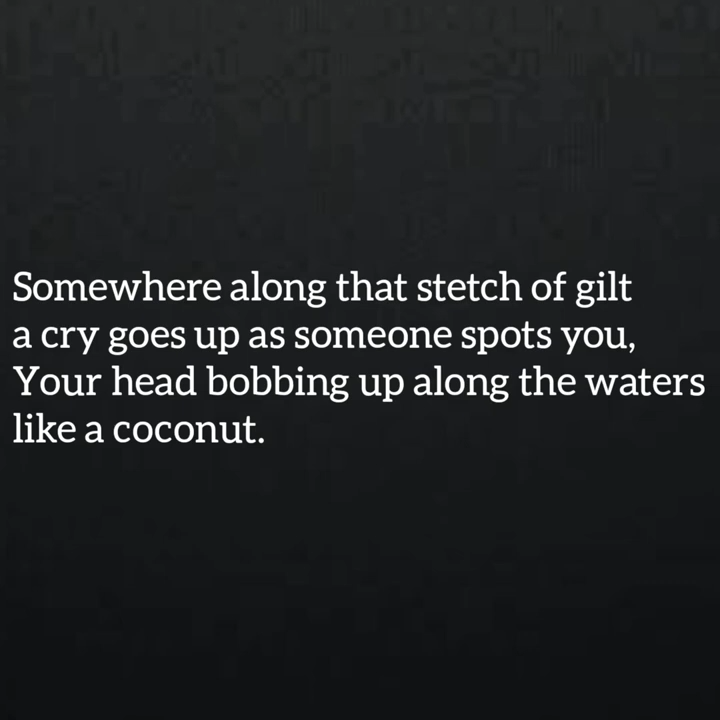 Somewhere along that stetch of gilt
a cry goes up as someone spots you,
Your head bobbing up along the waters
like a coconut.